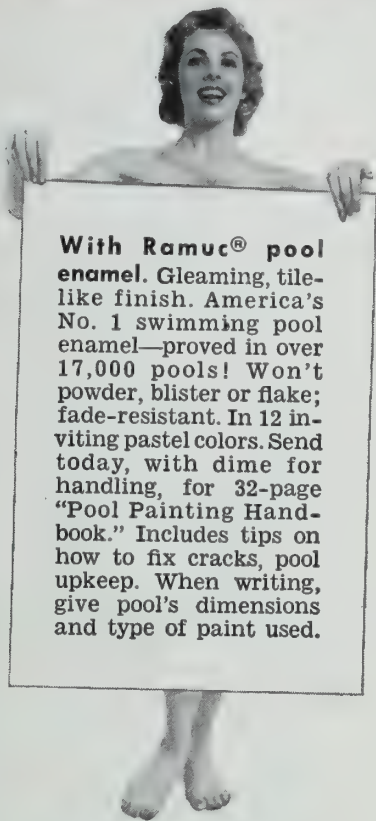 With Ramuc® pool
enamel. Gleaming, tile-
like finish. America's
No. 1 swimming pool
enamel—proved in over
17,000 pools! Won't
powder, blister or flake;
fade-resistant. In 12 in-
viting pastel colors. Send
today, with dime for
handling, for 32-page
“Pool Painting Hand-
book.” Includes tips on
how to fix cracks, pool
upkeep. When writing,
give pool's dimensions
and type of paint used.